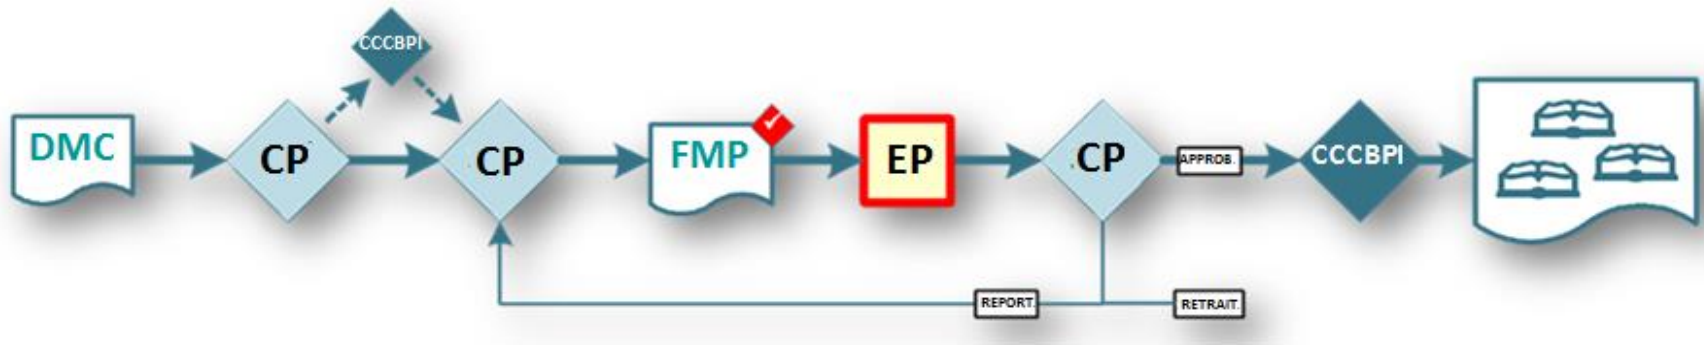 CCCBPI
DMC
CP
CP
FMP
EP
CP
APPROB.
CCCBPI
REPORT.
RETRAIT.